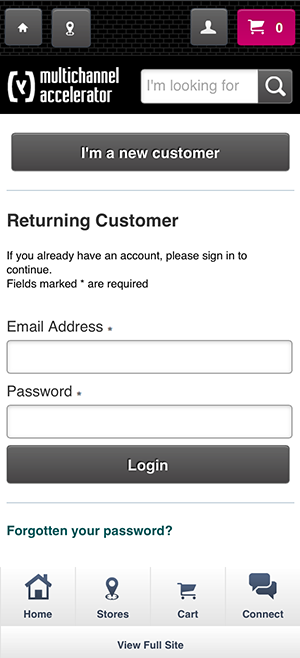 0
multichannel
accelerator
I'm looking for
I'm a new customer
Returning Customer
If you already have an account, please sign in to
continue.
Fields marked * are required
Email Address *
Password *
Login
Forgotten your password?
Home Stores Cart Connect
View Full Site